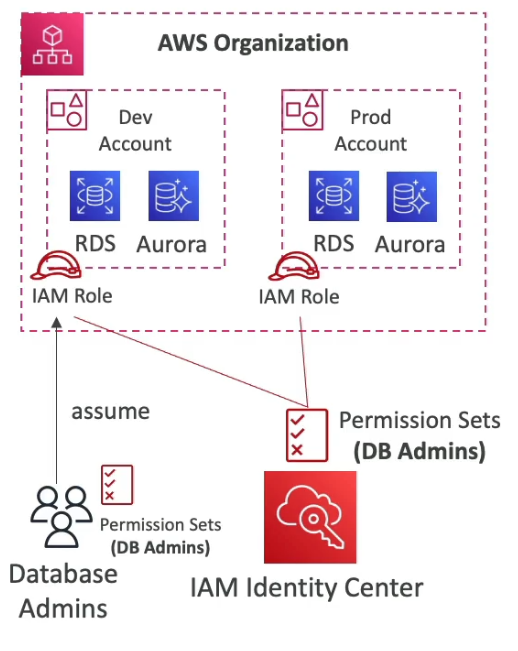 AWS Organization
Dev
Account
RDS
Aurora
IAM Role
Prod
Account
RDS
Aurora
IAM Role
assume
Permission Sets
(DB Admins)
Permission Sets
(DB Admins)
Database
Admins
IAM Identity Center